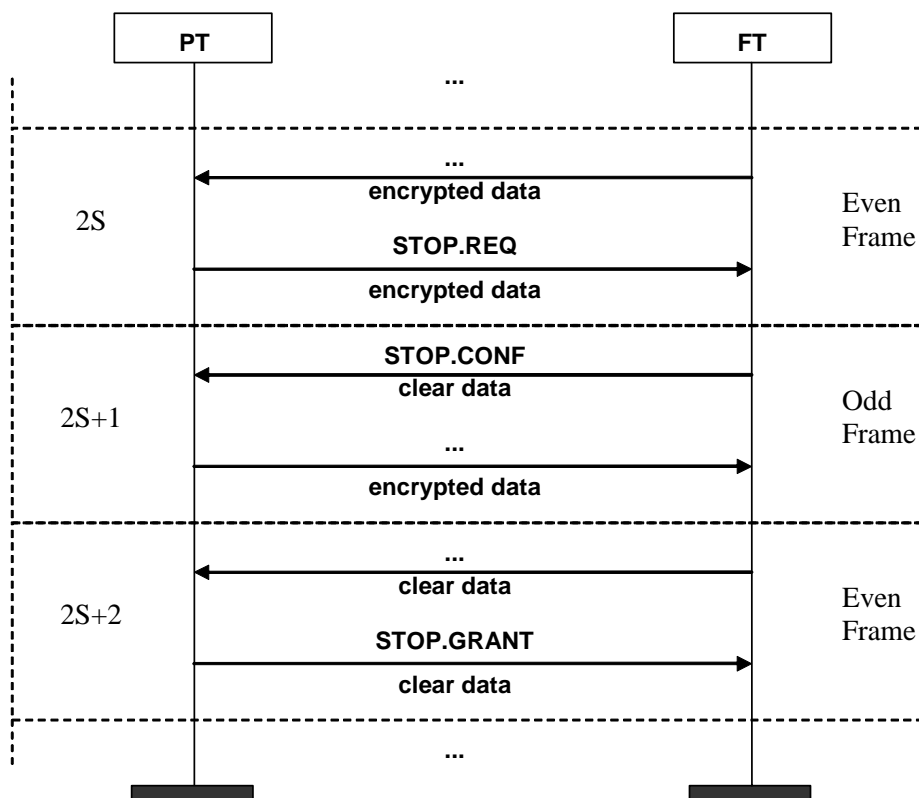 PT
FT
...
...
encrypted data
2S
Even
Frame
STOP.REQ
encrypted data
STOP.CONF
clear data
2S+1
Odd
Frame
...
encrypted data
...
clear data
2S+2
Even
Frame
STOP.GRANT
clear data
...